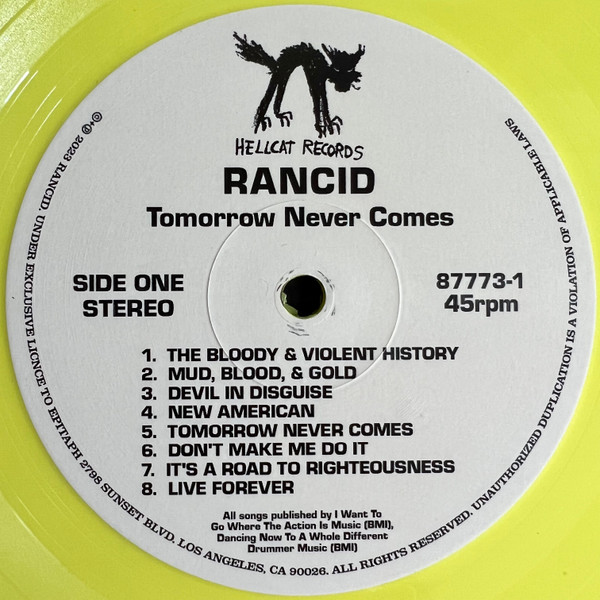 HELLCAT RECORDS
RANCID
Tomorrow Never Comes
SIDE ONE
STEREO
87773-1
45rpm
1. THE BLOODY & VIOLENT HISTORY
2. MUD, BLOOD, & GOLD
3. DEVIL IN DISGUISE
4. NEW AMERICAN
5. TOMORROW NEVER COMES
6. DON'T MAKE ME DO IT
7. IT'S A ROAD TO RIGHTEOUSNESS
8. LIVE FOREVER
All songs published by I Want To
Go Where The Action Is Music (BMI),
Dancing Now To A Whole Different
Drummer Music (BMI)
©+℗ 2023 RANCID, UNDER EXCLUSIVE LICENCE TO EPITAPH 2798 SUNSET BLVD, LOS ANGELES, CA 90026. ALL RIGHTS RESERVED. UNAUTHORIZED DUPLICATION IS A VIOLATION OF APPLICABLE LAWS